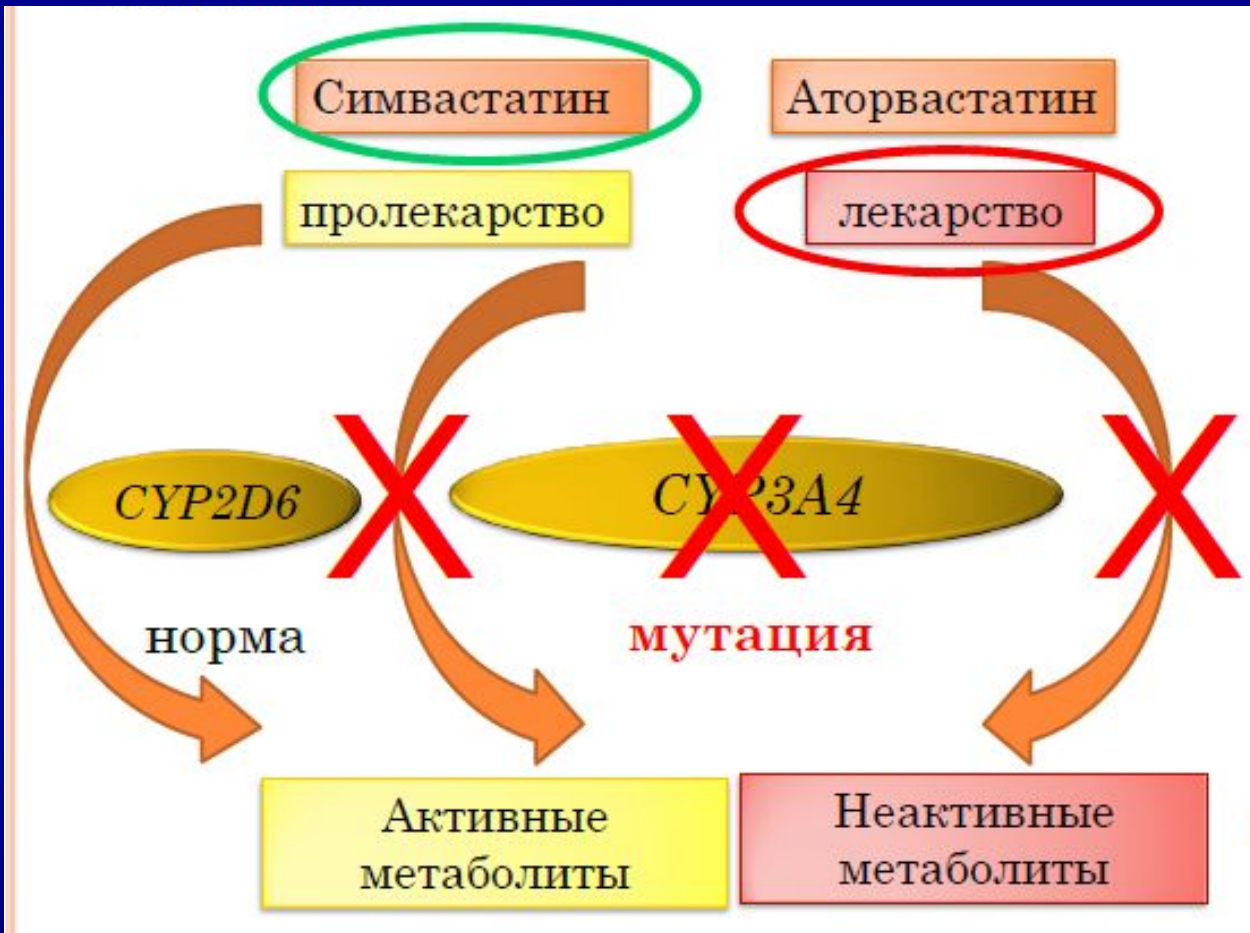 Симвастатин
Аторвастатин
пролекарство
лекарство
CYP2D6
X
CYP3A4
X
X
норма
мутация
Активные
метаболиты
Неактивные
метаболиты